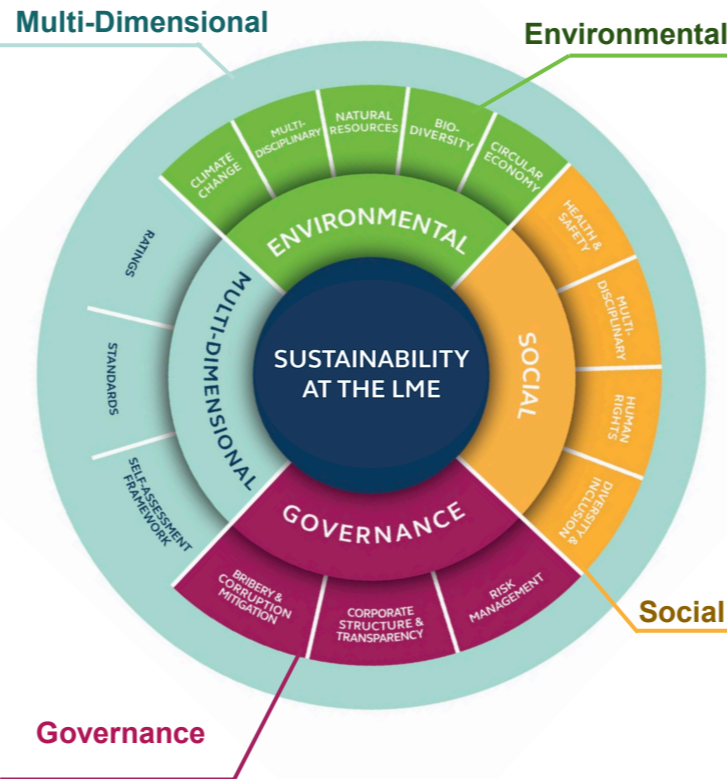 Multi-Dimensional
Environmental
CLIMATE
CHANGE
MULTI-
DISCIPLINARY
NATURAL
RESOURCES
BIO-
DIVERSITY
CIRCULAR
ECONOMY
ENVIRONMENTAL
HEALTH &
SAFETY
MULTI-
DISCIPLINARY
HUMAN
RIGHTS
DIVERSITY &
INCLUSION
SOCIAL
RATINGS
STANDARDS
SELF-ASSESSMENT
FRAMEWORK
MULTI-DIMENSIONAL
SUSTAINABILITY
AT THE LME
GOVERNANCE
BRIBERY &
CORRUPTION
MITIGATION
CORPORATE
STRUCTURE &
TRANSPARENCY
RISK
MANAGEMENT
Social
Governance